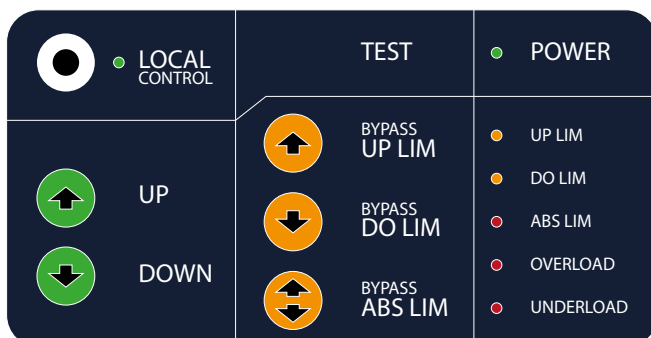 LOCAL
CONTROL
UP
DOWN
TEST
BYPASS
UP LIM
BYPASS
DO LIM
BYPASS
ABS LIM
POWER
UP LIM
DO LIM
ABS LIM
OVERLOAD
UNDERLOAD